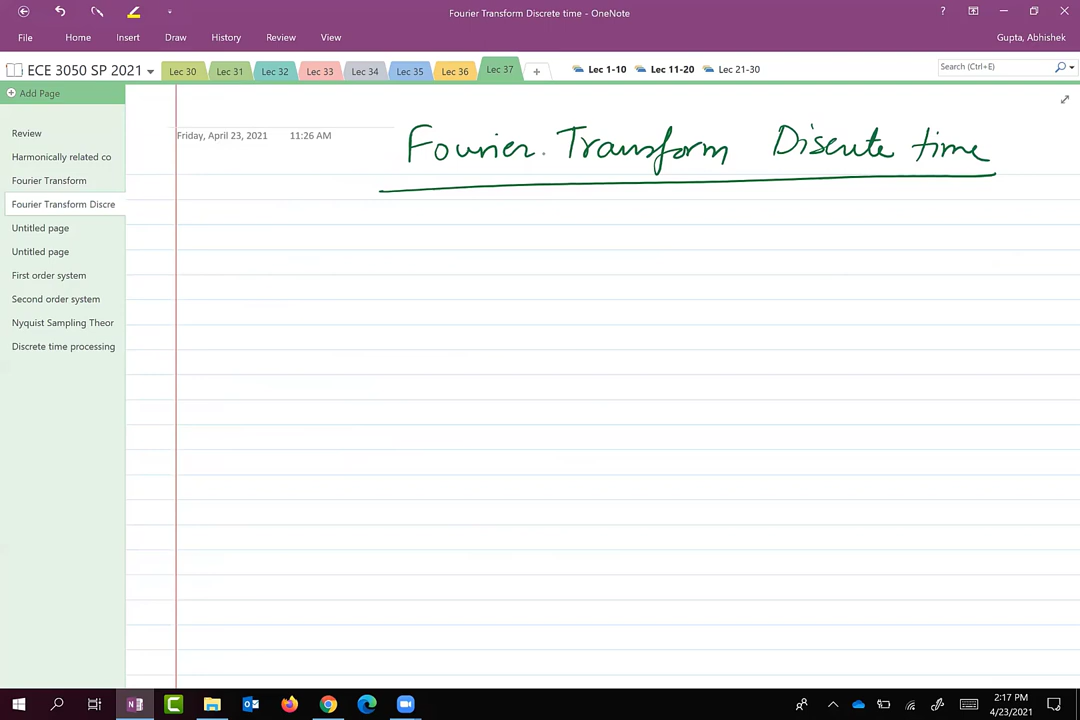 Fourier Transform Discrete time - OneNote
?
File Home Insert Draw History Review View
Gupta, Abhishek
ECE 3050 SP 2021
Lec 30 Lec 31 Lec 32 Lec 33 Lec 34 Lec 35 Lec 36 Lec 37 + Lec 1-10 Lec 11-20 Lec 21-30
Search (Ctrl+E)
Add Page
Review
Harmonically related co
Fourier Transform
Fourier Transform Discre
Untitled page
Untitled page
First order system
Second order system
Nyquist Sampling Theor
Discrete time processing
Friday, April 23, 2021 11:26 AM
Fourier Transform Discrete time
2:17 PM
4/23/2021